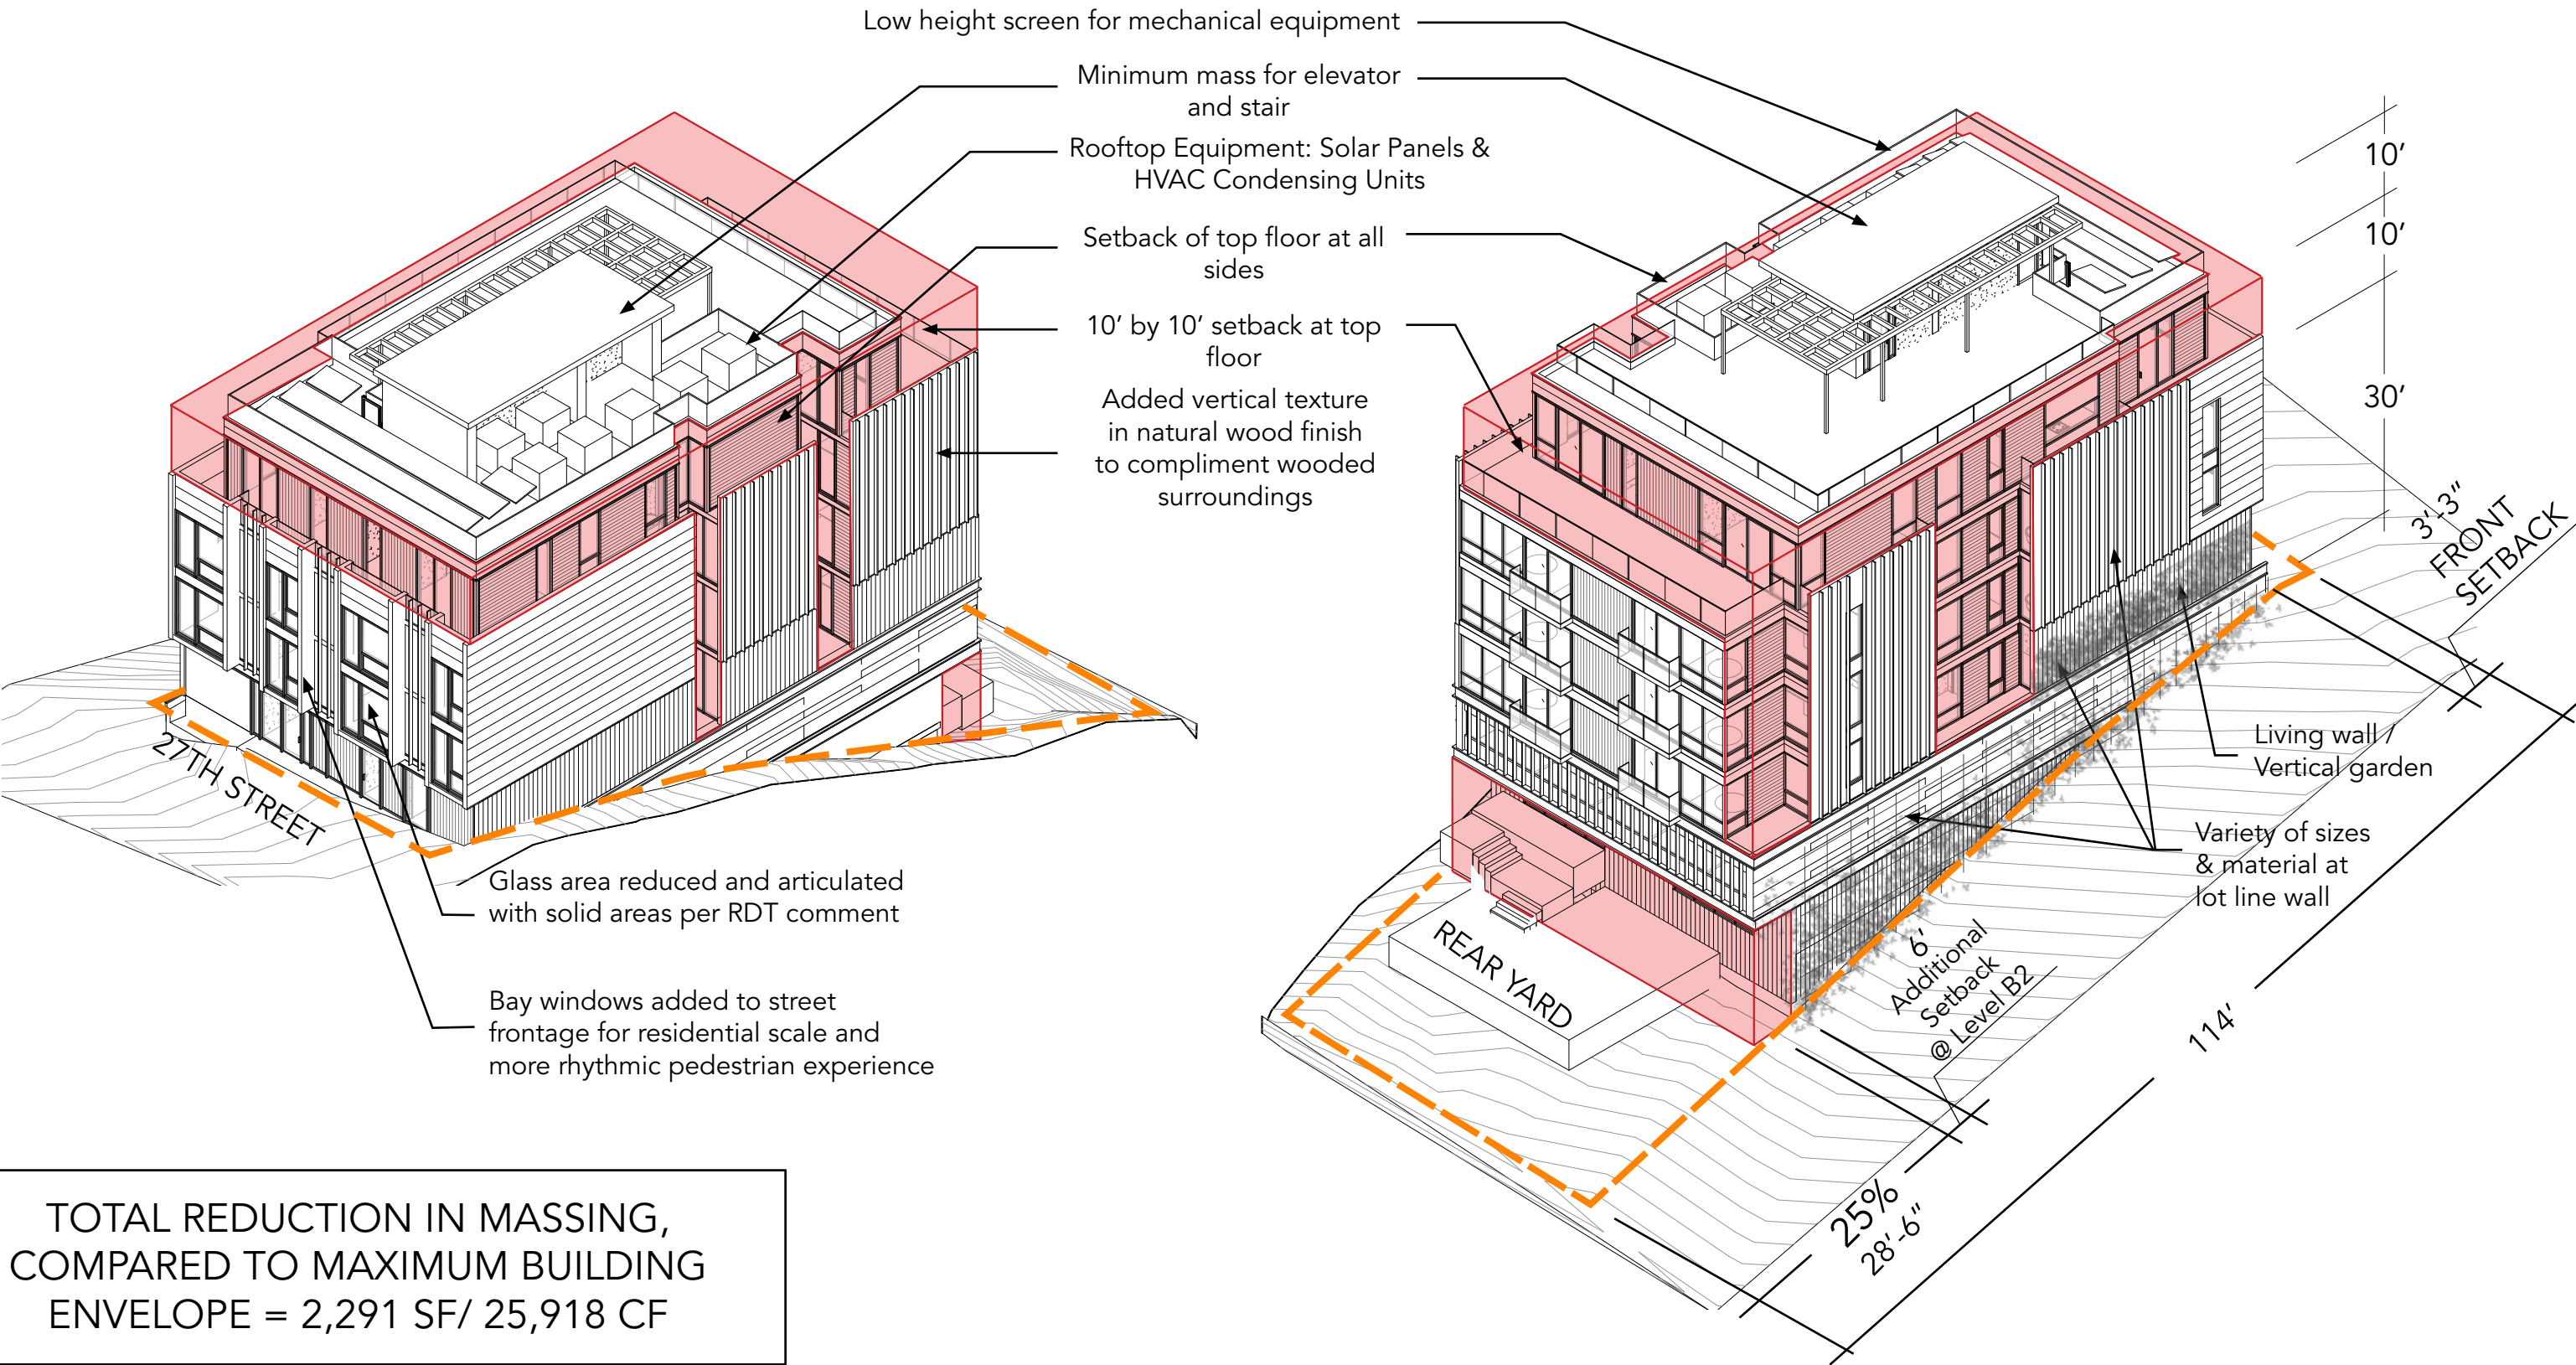 Low height screen for mechanical equipment
Minimum mass for elevator
and stair
Rooftop Equipment: Solar Panels &
HVAC Condensing Units
Setback of top floor at all
sides
10’ by 10’ setback at top
floor
Added vertical texture
in natural wood finish
to compliment wooded
surroundings
10’
10’
30’
3’-3”
FRONT
SETBACK
27TH STREET
Glass area reduced and articulated
with solid areas per RDT comment
Bay windows added to street
frontage for residential scale and
more rhythmic pedestrian experience
Living wall /
Vertical garden
Variety of sizes
& material at
lot line wall
REAR YARD
6’
Additional
Setback
@ Level B2
114’
25%
28’-6”
TOTAL REDUCTION IN MASSING,
COMPARED TO MAXIMUM BUILDING
ENVELOPE = 2,291 SF/ 25,918 CF